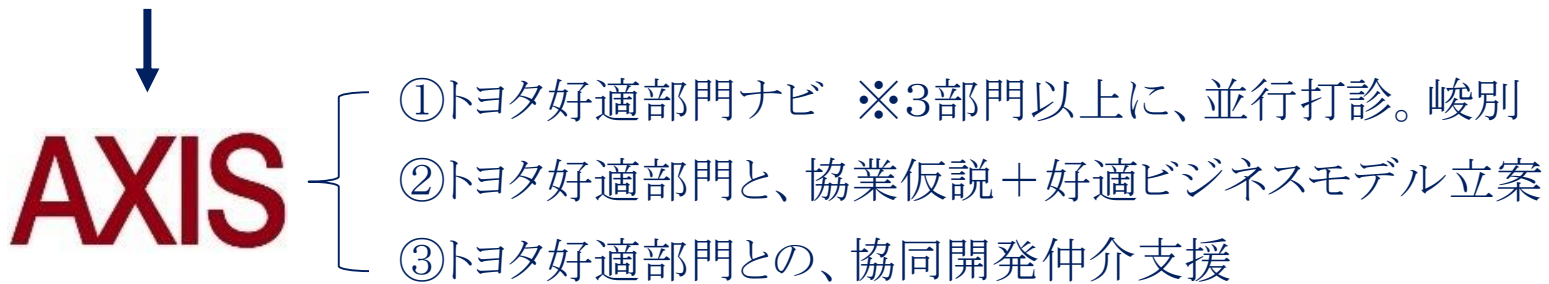 ①トヨタ好適部門ナビ ※3部門以上に、並行打診。峻別
AXIS
②トヨタ好適部門と、協業仮説＋好適ビジネスモデル立案
③トヨタ好適部門との、協同開発仲介支援